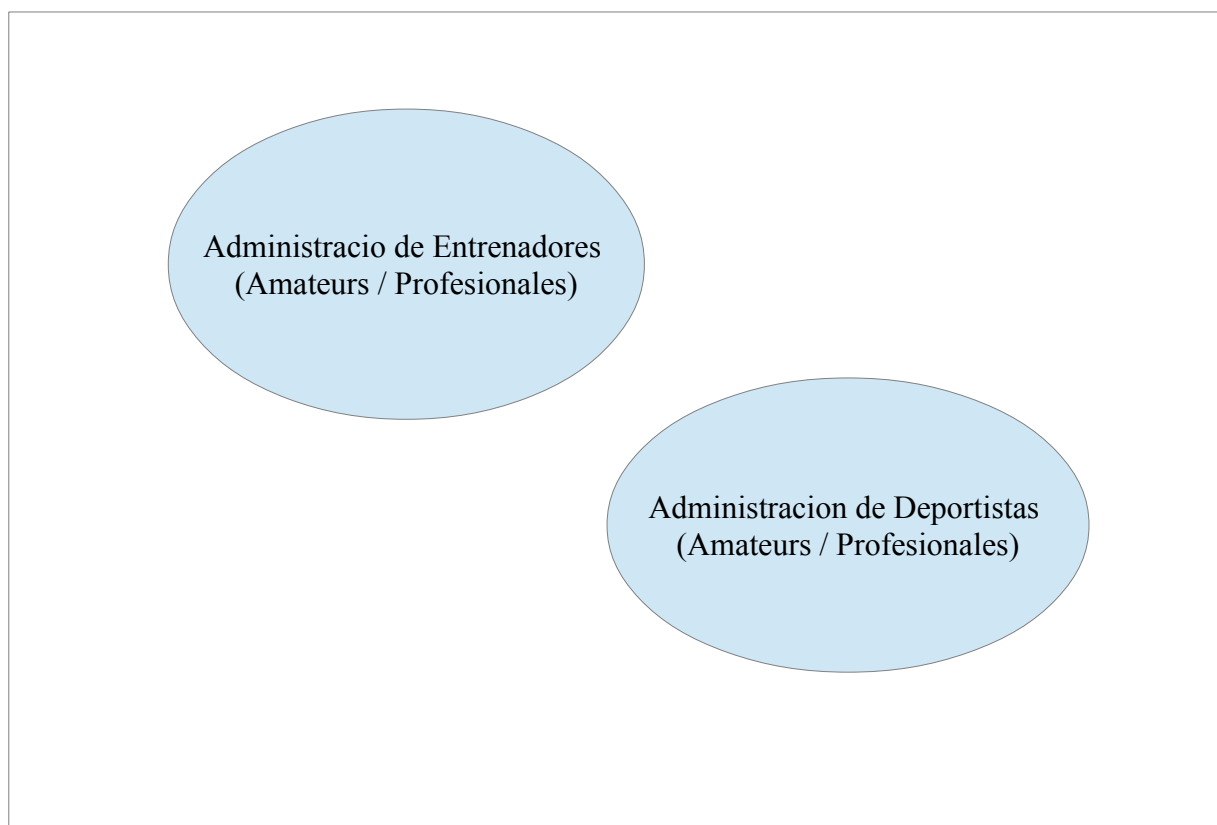 Administracio de Entrenadores
(Amateurs / Profesionales)
Administracion de Deportistas
(Amateurs / Profesionales)